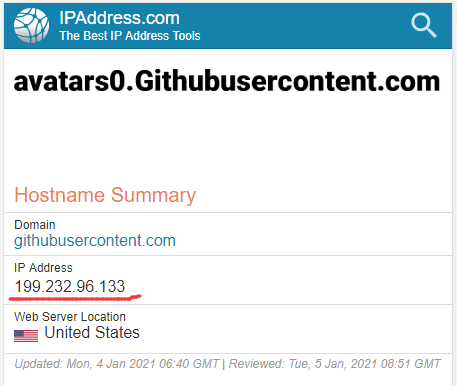 IPAddress.com
The Best IP Address Tools
avatars0.Githubusercontent.com
Hostname Summary
Domain
githubusercontent.com
IP Address
199.232.96.133
Web Server Location
United States
Updated: Mon, 4 Jan 2021 06:40 GMT | Reviewed: Tue, 5 Jan, 2021 08:51 GMT